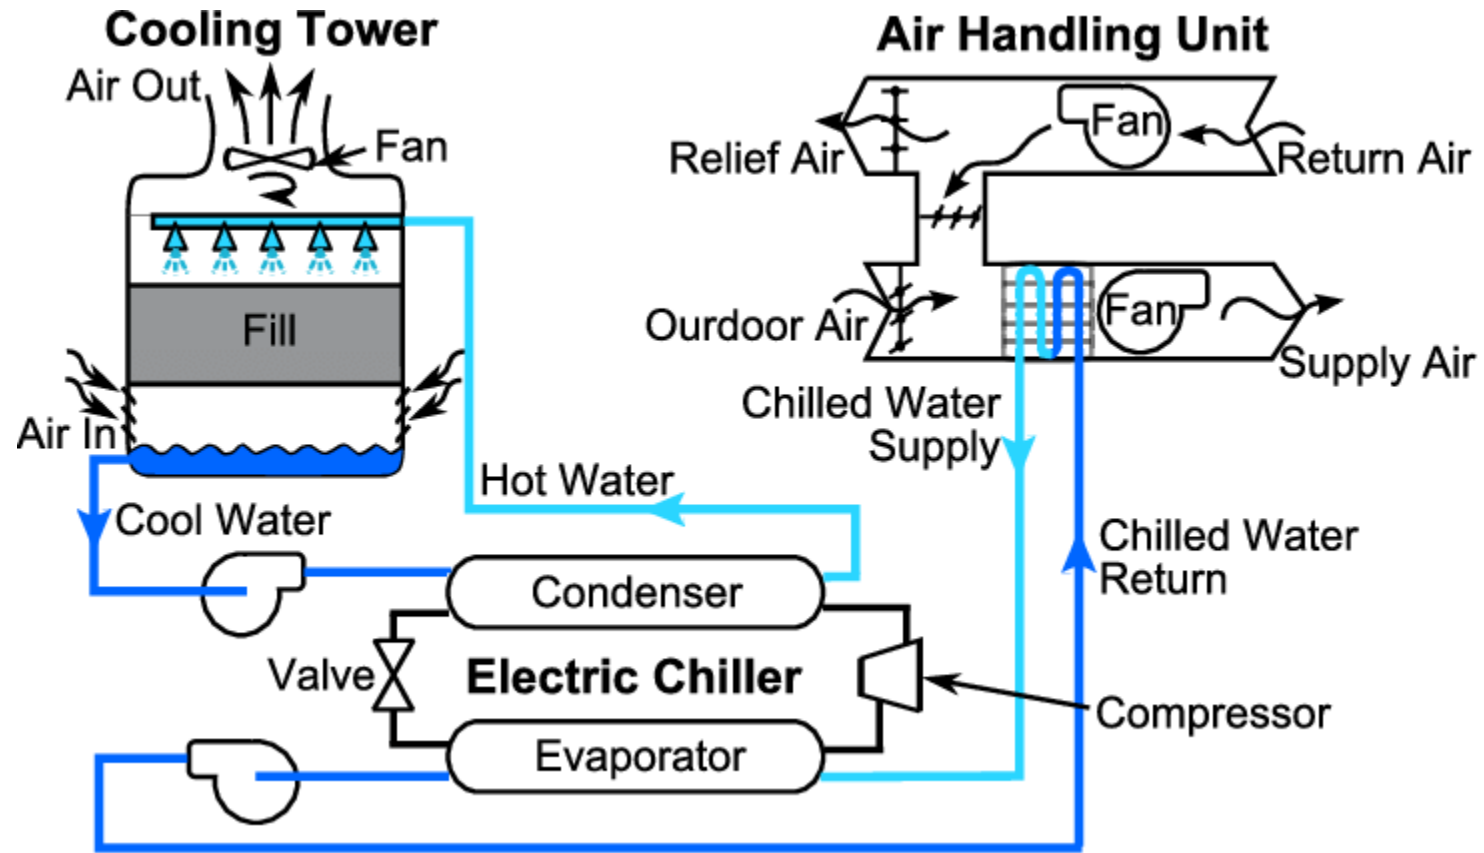 Cooling Tower
Air Out
Fan
Fill
Air In
Cool Water
Hot Water
Air Handling Unit
Fan
Relief Air
Return Air
Ourdoor Air
Fan
Supply Air
Chilled Water
Supply
Chilled Water
Return
Condenser
Valve
Electric Chiller
Compressor
Evaporator